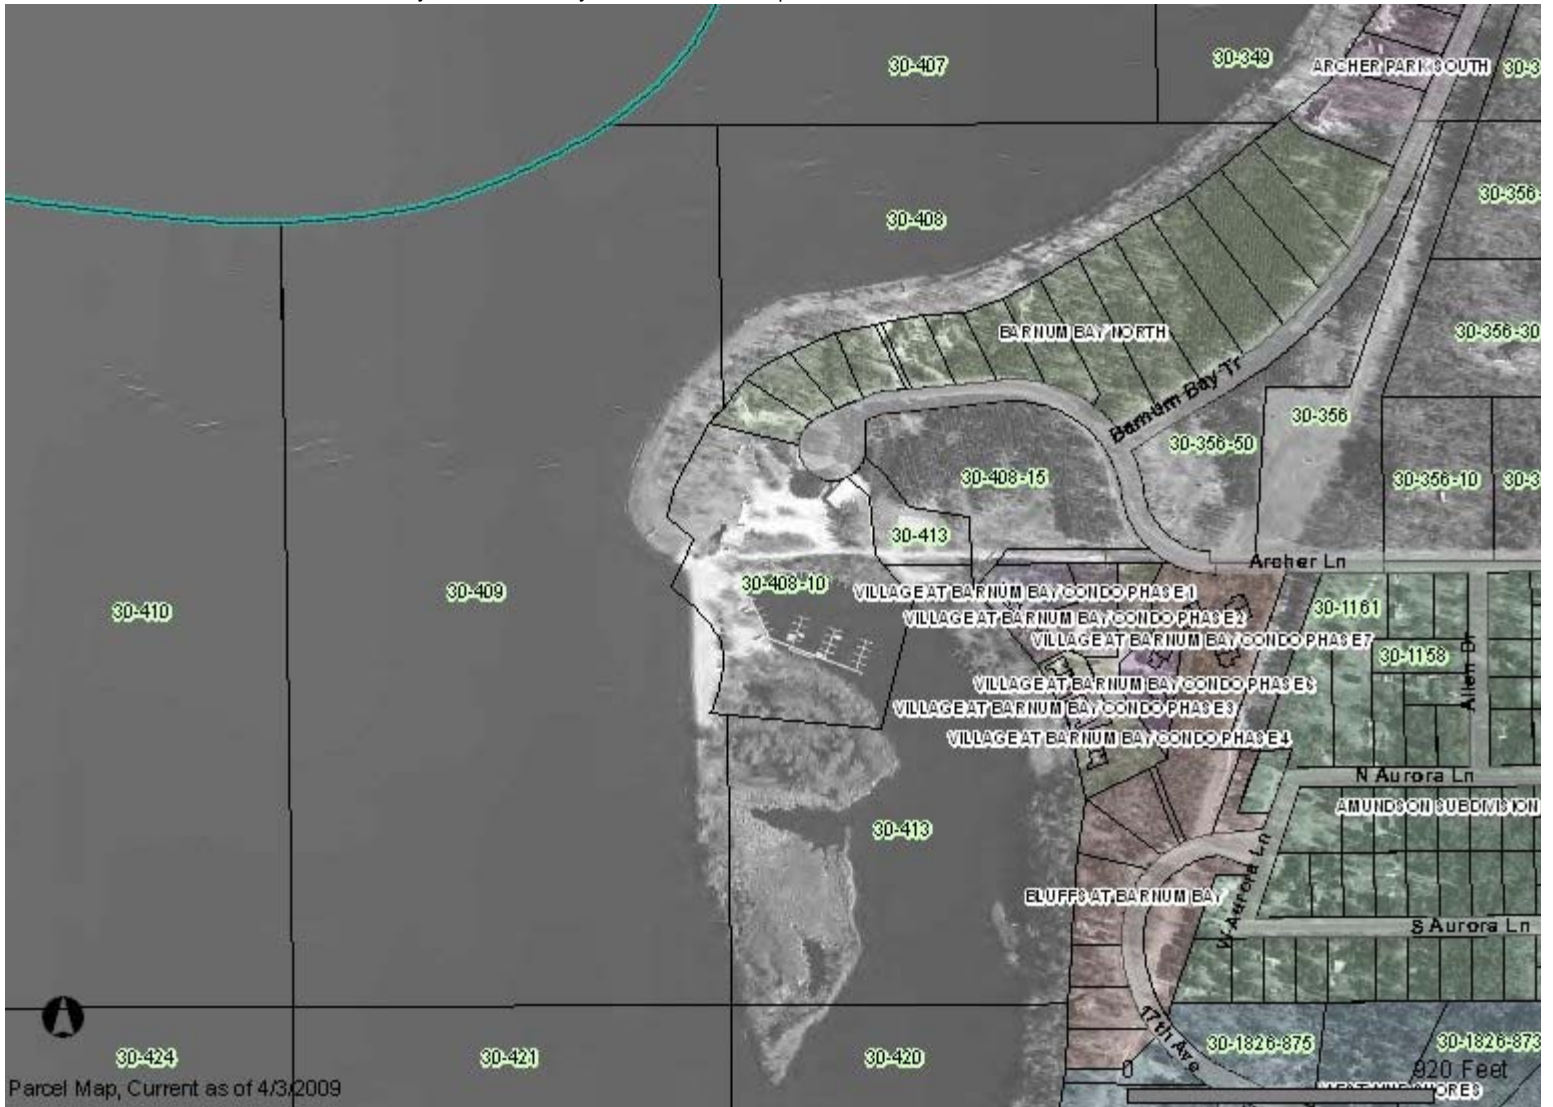 30-407
30-349
ARCHER PARK SOUTH
30-3
30-408
30-356-
BARNUM BAY NORTH
30-356-30
Barnum Bay Tr
30-356
30-356-50
30-408-15
30-356-10
30-3
30-413
Archer Ln
30-410
30-409
30-408-10
VILLAGE AT BARNUM BAY CONDO PHASE 1
VILLAGE AT BARNUM BAY CONDO PHASE 2
VILLAGE AT BARNUM BAY CONDO PHASE 7
30-1161
30-1158
Allen Dr
VILLAGE AT BARNUM BAY CONDO PHASE 6
VILLAGE AT BARNUM BAY CONDO PHASE 3
VILLAGE AT BARNUM BAY CONDO PHASE 4
N Aurora Ln
AMUNDSON SUBDIVISION
30-413
W Aurora Ln
BLUFFS AT BARNUM BAY
S Aurora Ln
17th Ave
30-424
30-421
30-420
30-1826-875
30-1826-873
0
920 Feet
SHORES
Parcel Map, Current as of 4/3/2009